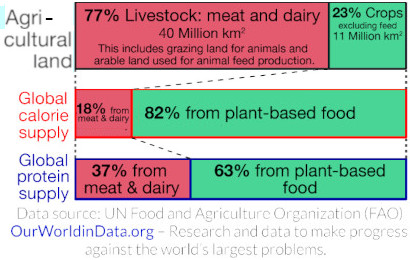 Agri-
cultural
land
77% Livestock: meat and dairy
40 Million km²
This includes grazing land for animals and
arable land used for animal feed production.
23% Crops
excluding feed
11 Million km²
Global
calorie
supply
18% from
meat & dairy
82% from plant-based food
Global
protein
supply
37% from
meat & dairy
63% from plant-based
food
Data source: UN Food and Agriculture Organization (FAO)
OurWorldinData.org – Research and data to make progress
against the world's largest problems.